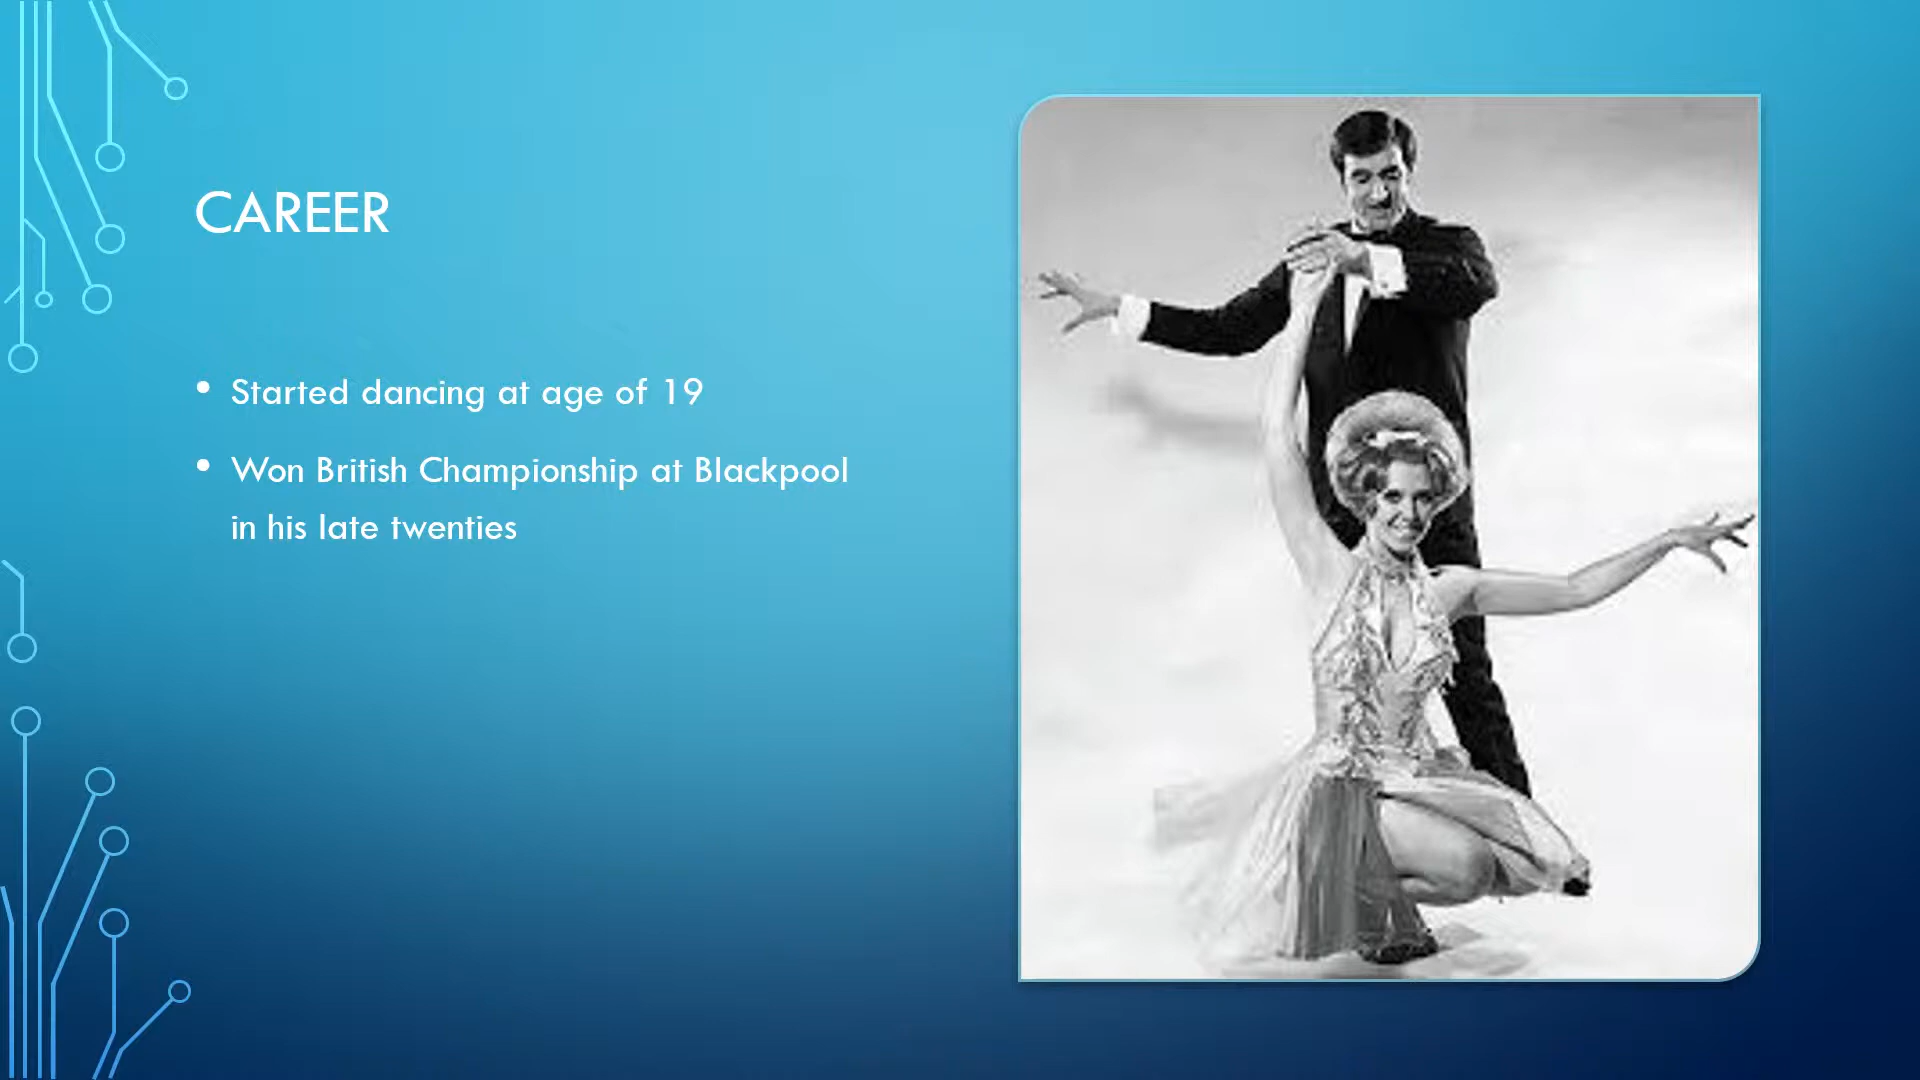 CAREER
• Started dancing at age of 19
• Won British Championship at Blackpool
in his late twenties